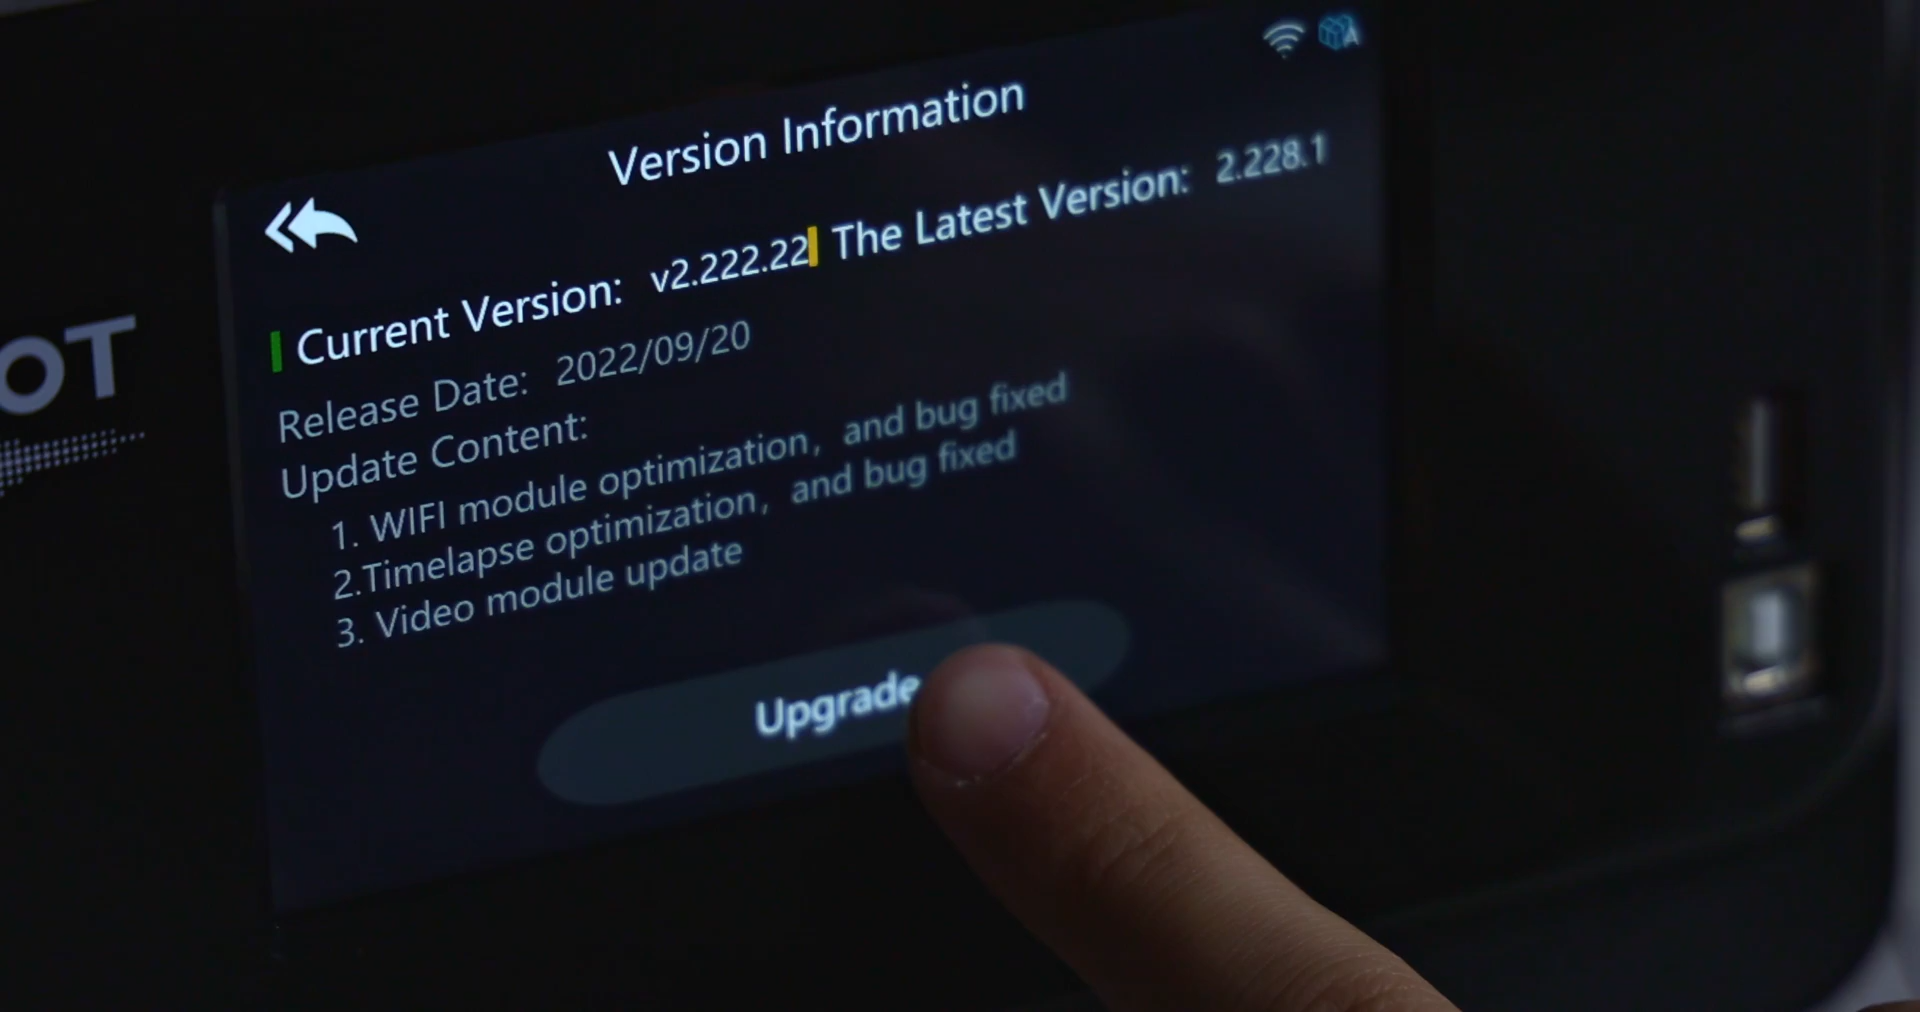 Version Information
Current Version: v2.222.22 The Latest Version: 2.228.1
Release Date: 2022/09/20
Update Content:
1. WIFI module optimization, and bug fixed
2.Timelapse optimization, and bug fixed
3. Video module update
Upgrade
OT
A